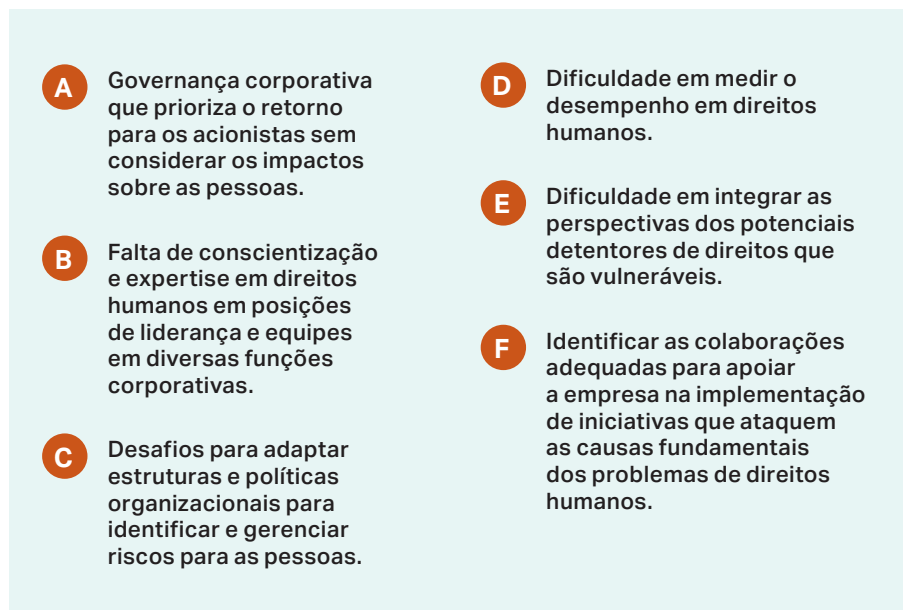 A
Governança corporativa
que prioriza o retorno
para os acionistas sem
considerar os impactos
sobre as pessoas.
B
Falta de conscientização
e expertise em direitos
humanos em posições
de liderança e equipes
em diversas funções
corporativas.
C
Desafios para adaptar
estruturas e políticas
organizacionais para
identificar e gerenciar
riscos para as pessoas.
D
Dificuldade em medir o
desempenho em direitos
humanos.
E
Dificuldade em integrar as
perspectivas dos potenciais
detentores de direitos que
são vulneráveis.
F
Identificar as colaborações
adequadas para apoiar
a empresa na implementação
de iniciativas que ataquem
as causas fundamentais
dos problemas de direitos
humanos.